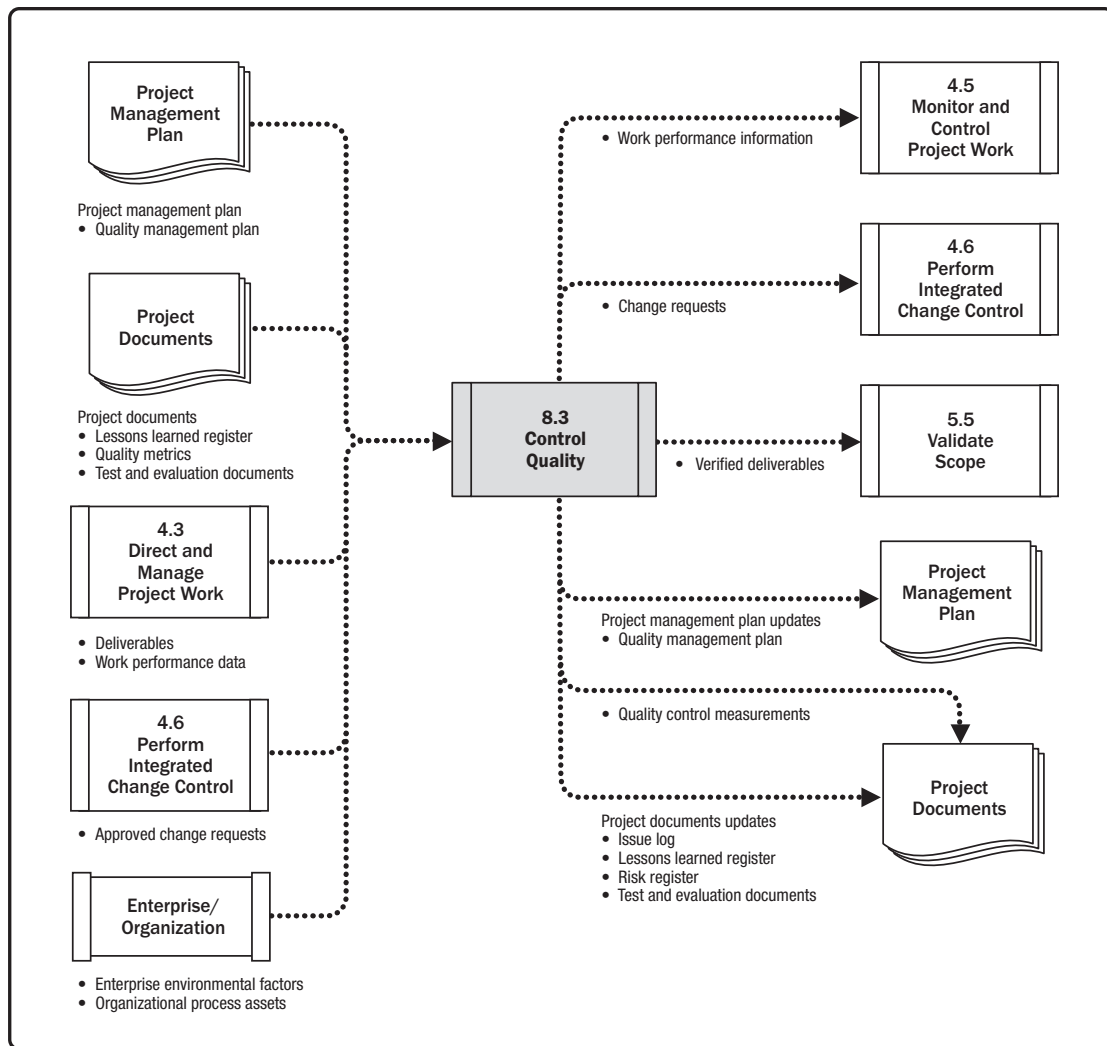 Project
Management
Plan
Project management plan
• Quality management plan
Project
Documents
Project documents
• Lessons learned register
• Quality metrics
• Test and evaluation documents
4.3
Direct and
Manage
Project Work
• Deliverables
• Work performance data
4.6
Perform
Integrated
Change Control
• Approved change requests
Enterprise/
Organization
• Enterprise environmental factors
• Organizational process assets
8.3
Control
Quality
• Work performance information
4.5
Monitor and
Control
Project Work
• Change requests
4.6
Perform
Integrated
Change Control
• Verified deliverables
5.5
Validate
Scope
Project management plan updates
• Quality management plan
Project
Management
Plan
• Quality control measurements
Project documents updates
• Issue log
• Lessons learned register
• Risk register
• Test and evaluation documents
Project
Documents